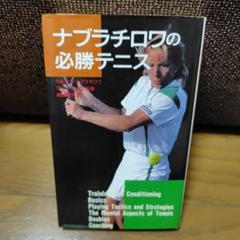 ナブラチロワの
必勝テニス
Training & Conditioning
Basics
Playing Tactics and Strategies
The Mental Aspects of Tennis
Doubles
Coaching